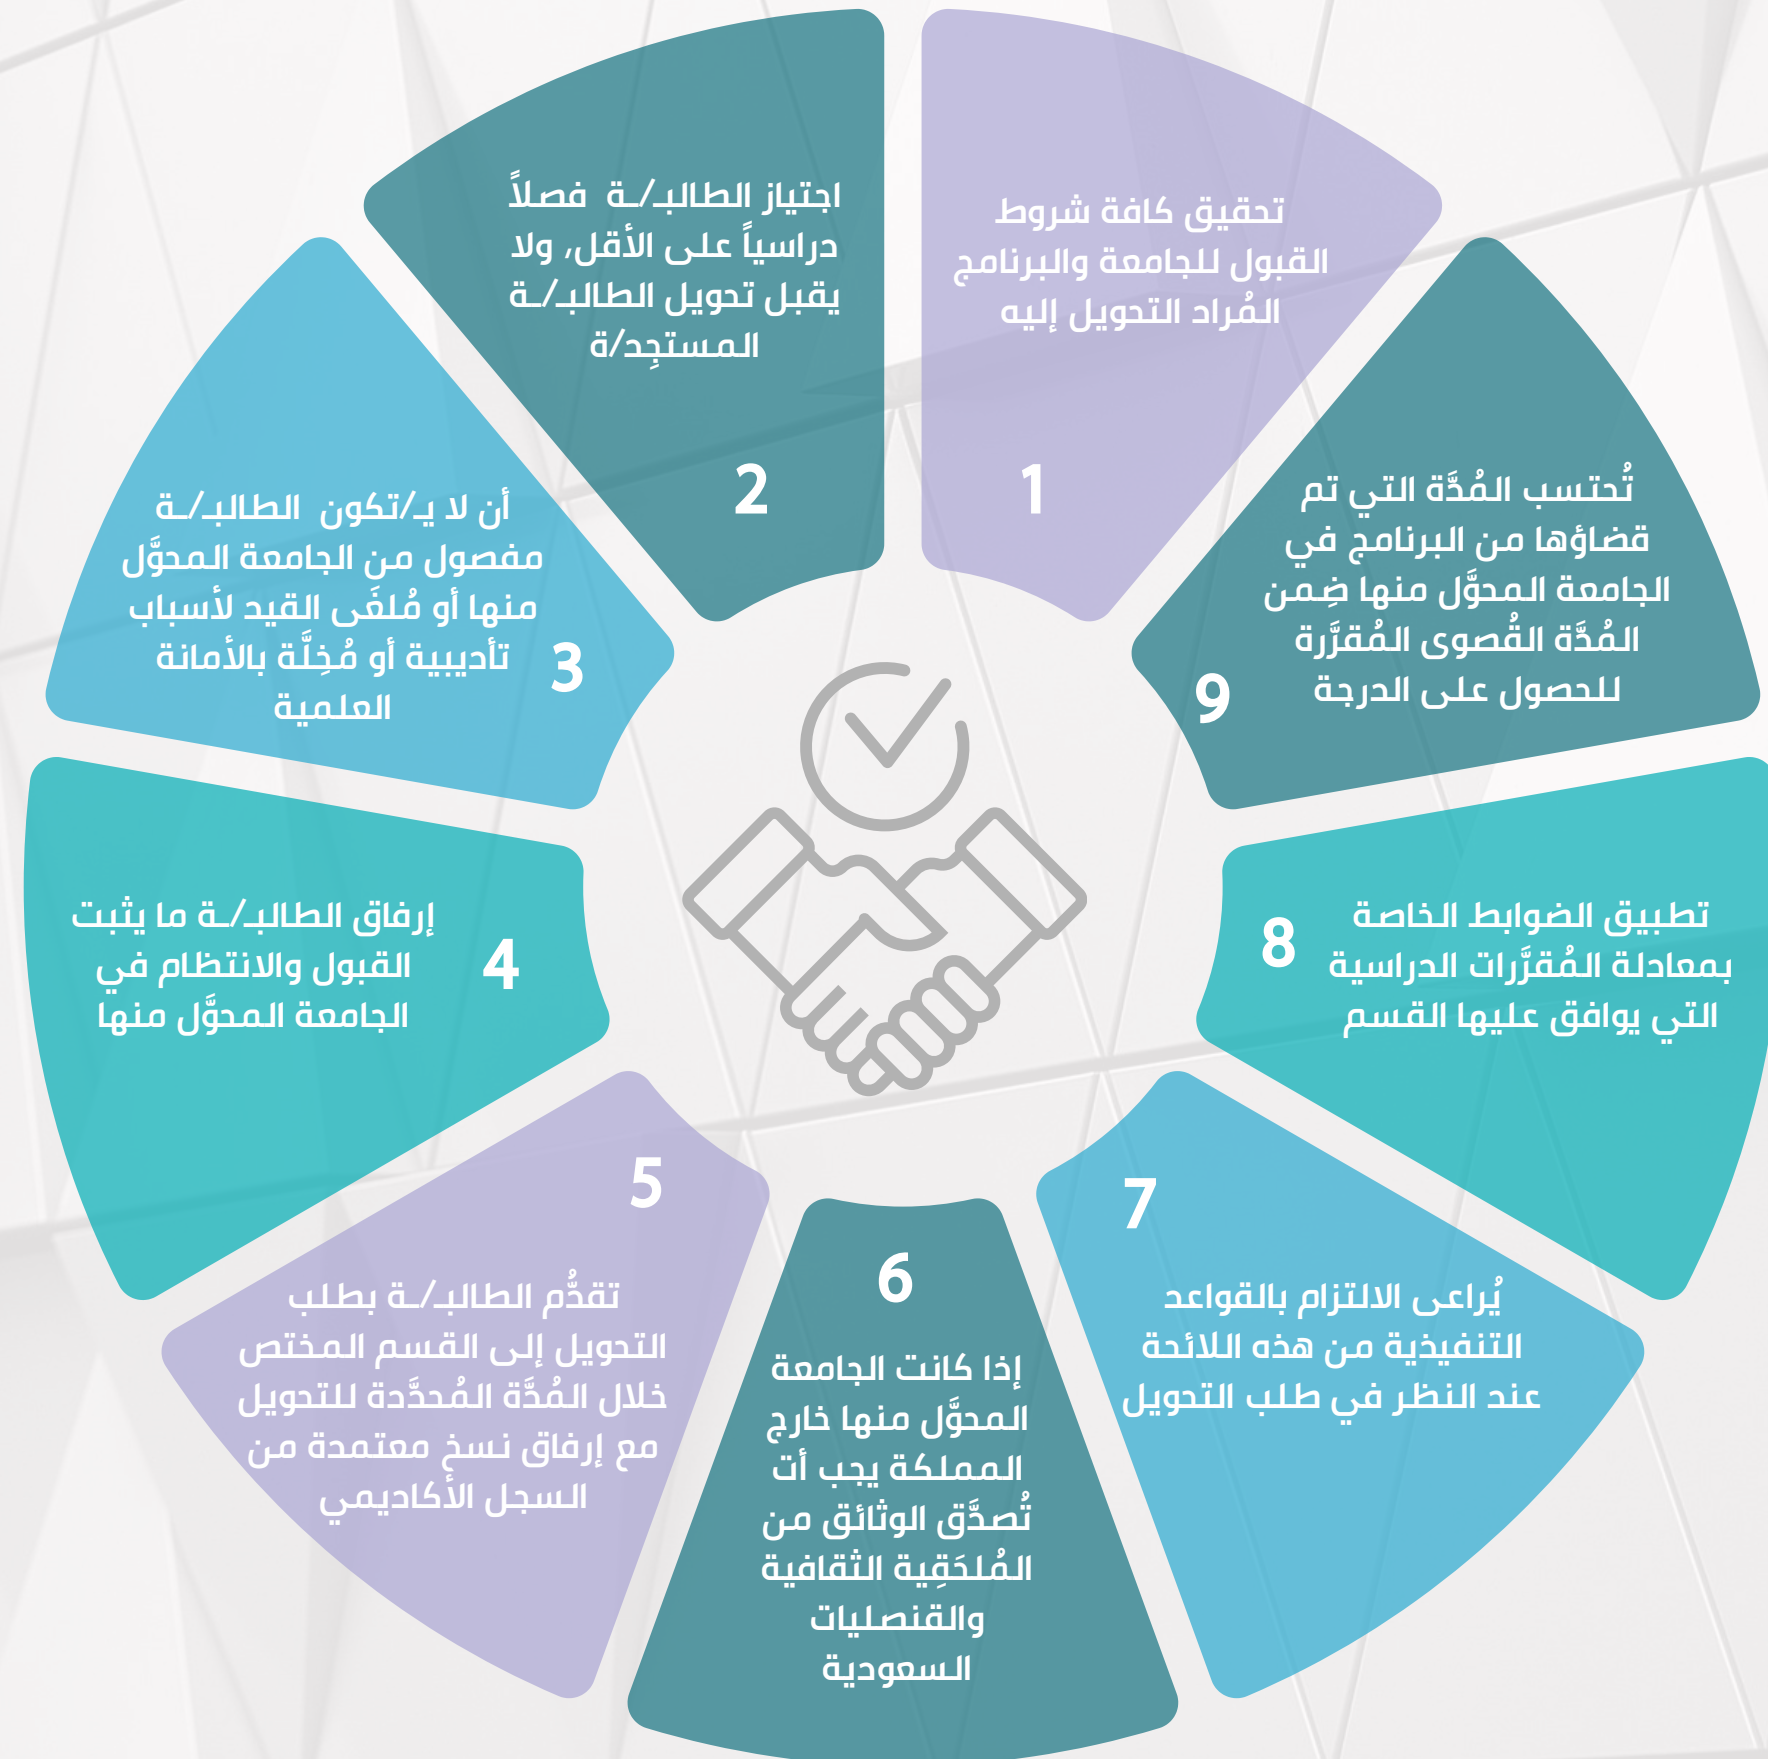 1
تحقيق كافة شروط
القبول للجامعة والبرنامج
المُراد التحويل إليه
2
اجتياز الطالبـ/ـة فصلاً
دراسياً على الأقل، ولا
يقبل تحويل الطالبـ/ـة
المستجِد/ة
3
أن لا يـ/تكون الطالبـ/ـة
مفصول من الجامعة المحوَّل
منها أو مُلغَى القيد لأسباب
تأديبية أو مُخِلَّة بالأمانة
العلمية
4
إرفاق الطالبـ/ـة ما يثبت
القبول والانتظام في
الجامعة المحوَّل منها
5
تقدُّم الطالبـ/ـة بطلب
التحويل إلى القسم المختص
خلال المُدَّة المُحدَّدة للتحويل
مع إرفاق نسخ معتمدة من
السجل الأكاديمي
6
إذا كانت الجامعة
المحوَّل منها خارج
المملكة يجب أت
تُصدَّق الوثائق من
المُلحَقِية الثقافية
والقنصليات
السعودية
7
يُراعى الالتزام بالقواعد
التنفيذية من هذه اللائحة
عند النظر في طلب التحويل
8
تطبيق الضوابط الخاصة
بمعادلة المُقرَّرات الدراسية
التي يوافق عليها القسم
9
تُحتسب المُدَّة التي تم
قضاؤها من البرنامج في
الجامعة المحوَّل منها ضِمن
المُدَّة القُصوى المُقرَّرة
للحصول على الدرجة